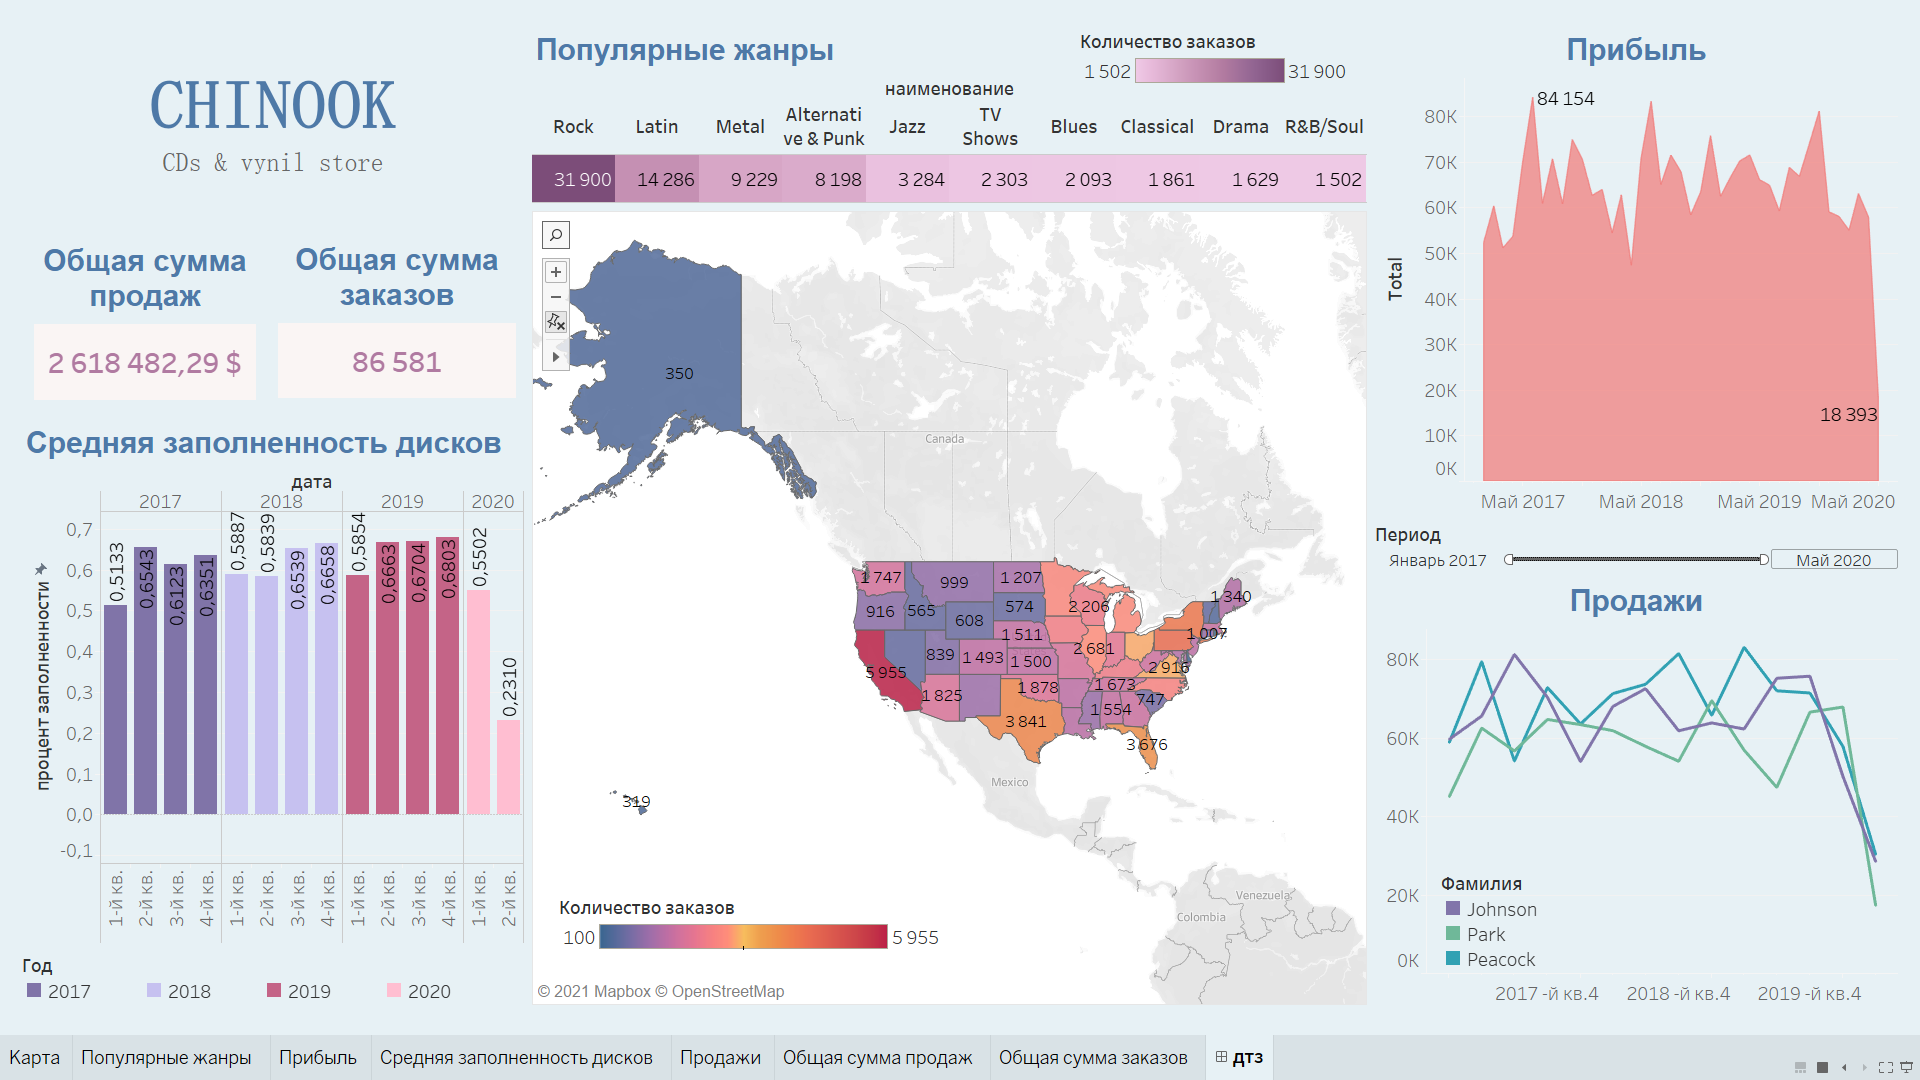 CHINOOK
CDs & vynil store
Общая сумма продаж
2 618 482,29 $
Общая сумма заказов
86 581
Средняя заполненность дисков
дата
2017 2018 2019 2020
процент заполненности
0,7
0,6
0,5
0,4
0,3
0,2
0,1
0,0
-0,1
0,5133 0,6543 0,6123 0,6351 0,5887 0,5839 0,6539 0,6658 0,5854 0,6663 0,6704 0,6803 0,5502 0,2310
1-й кв. 2-й кв. 3-й кв. 4-й кв. 1-й кв. 2-й кв. 3-й кв. 4-й кв. 1-й кв. 2-й кв. 3-й кв. 4-й кв. 1-й кв. 2-й кв.
Год
2017 2018 2019 2020
Популярные жанры
Количество заказов
1 502 31 900
наименование
Rock Latin Metal Alternati ve & Punk Jazz TV Shows Blues Classical Drama R&B/Soul
31 900 14 286 9 229 8 198 3 284 2 303 2 093 1 861 1 629 1 502
350
Canada
1 747 999 1 207
916 565 608 574 2 206 1 340
1 511 1 007
5 955 839 1 493 1 500 2 681 2 916
1 825 1 878 1 673 747
3 841 1 554 3 676
Mexico
319
Venezuela
Colombia
Количество заказов
100 5 955
© 2021 Mapbox © OpenStreetMap
Прибыль
Total
80K
70K
60K
50K
40K
30K
20K
10K
0K
84 154
18 393
Май 2017 Май 2018 Май 2019 Май 2020
Период
Январь 2017 Май 2020
Продажи
80K
60K
40K
20K
0K
Фамилия
Johnson
Park
Peacock
2017 -й кв.4 2018 -й кв.4 2019 -й кв.4
Карта Популярные жанры Прибыль Средняя заполненность дисков Продажи Общая сумма продаж Общая сумма заказов дтз